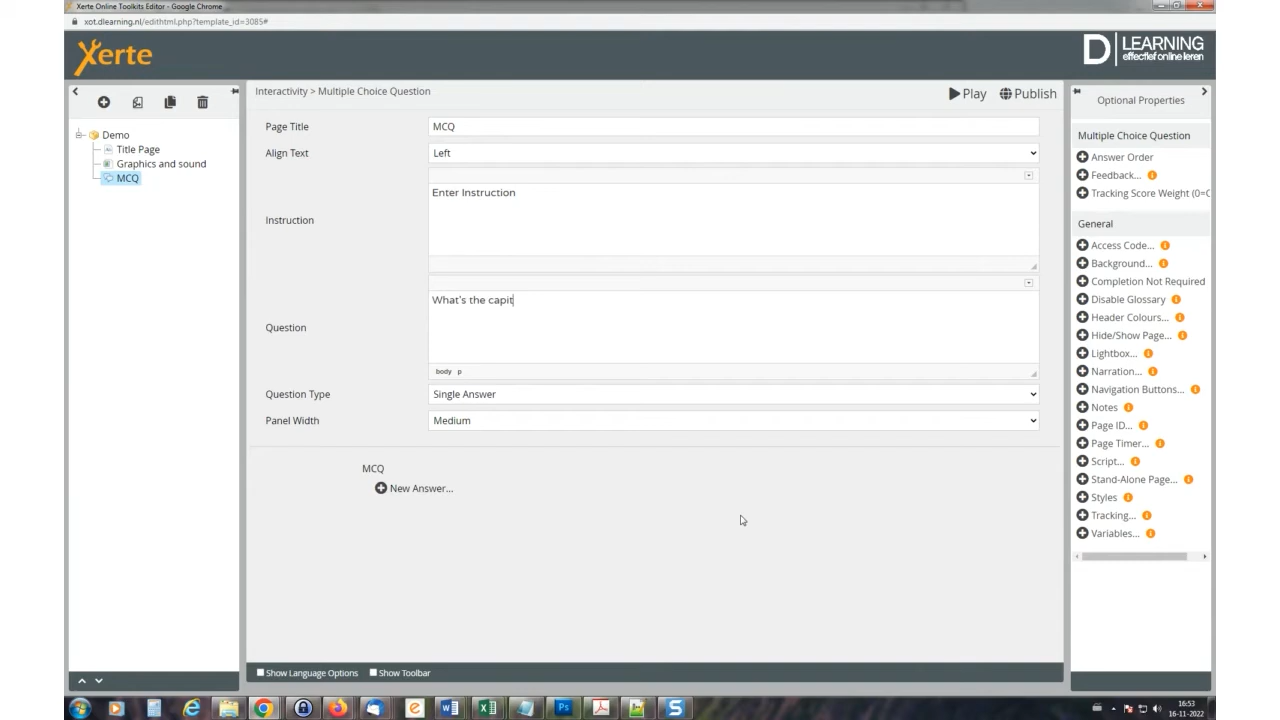 Xerte Online Toolkits Editor - Google Chrome
xot.dlearning.nl/edithtml.php?template_id=3085#
Xerte
D LEARNING
effectief online leren
Demo
Title Page
Graphics and sound
MCQ
Interactivity > Multiple Choice Question
Play
Publish
Page Title
MCQ
Align Text
Left
Instruction
Enter Instruction
Question
What's the capit
body p
Question Type
Single Answer
Panel Width
Medium
MCQ
New Answer...
Show Language Options
Show Toolbar
Optional Properties
Multiple Choice Question
Answer Order
Feedback...
Tracking Score Weight (0=
General
Access Code...
Background...
Completion Not Required
Disable Glossary
Header Colours...
Hide/Show Page...
Lightbox...
Narration...
Navigation Buttons...
Notes
Page ID...
Page Timer...
Script...
Stand-Alone Page...
Styles
Tracking...
Variables...
16:53
16-11-2022